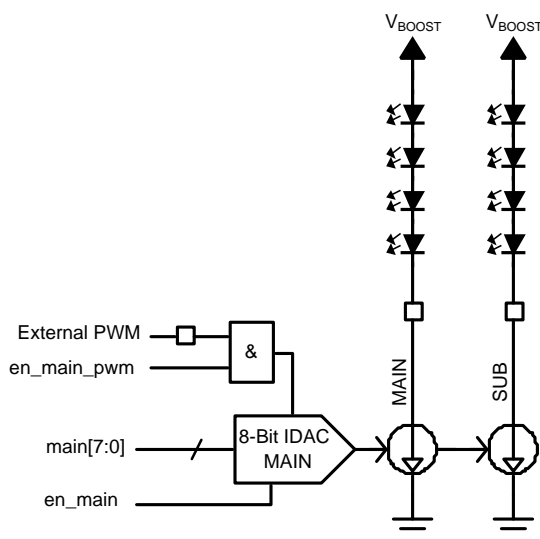 VBOOST VBOOST
External PWM
&
en_main_pwm
MAIN
SUB
main[7:0]
8-Bit IDAC
MAIN
en_main